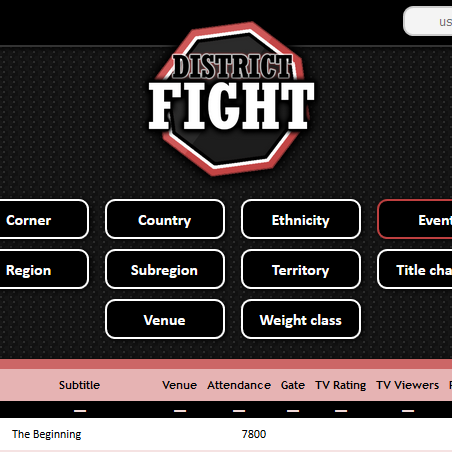 us
DISTRICT
FIGHT
Corner Country Ethnicity Event
Region Subregion Territory Title cha
Venue Weight class
Subtitle Venue Attendance Gate TV Rating TV Viewers
— — — — — —
The Beginning 7800